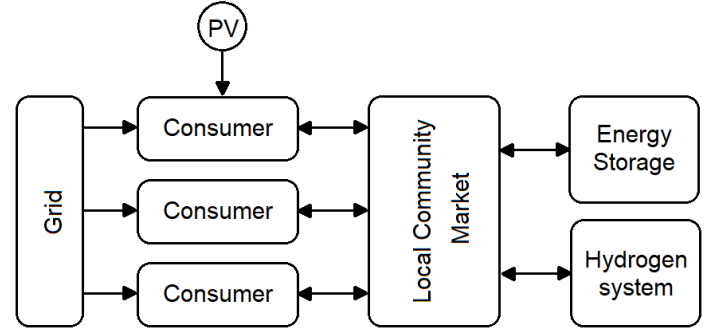 PV
Grid
Consumer
Consumer
Consumer
Local Community
Market
Energy
Storage
Hydrogen
system